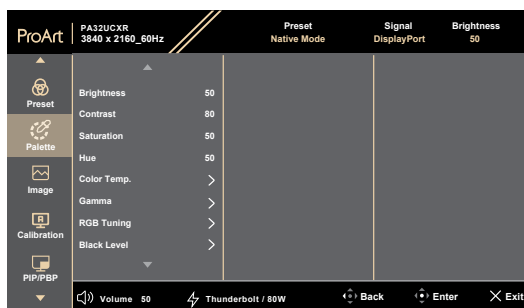 ProArt
PA32UCXR
3840 x 2160_60Hz
Preset
Native Mode
Signal
DisplayPort
Brightness
50
Preset
Palette
Image
R
Calibration
PIP/PBP
Brightness 50
Contrast 80
Saturation 50
Hue 50
Color Temp.
Gamma
RGB Tuning
Black Level
Volume 50
Thunderbolt / 80W
Back
Enter
Exit